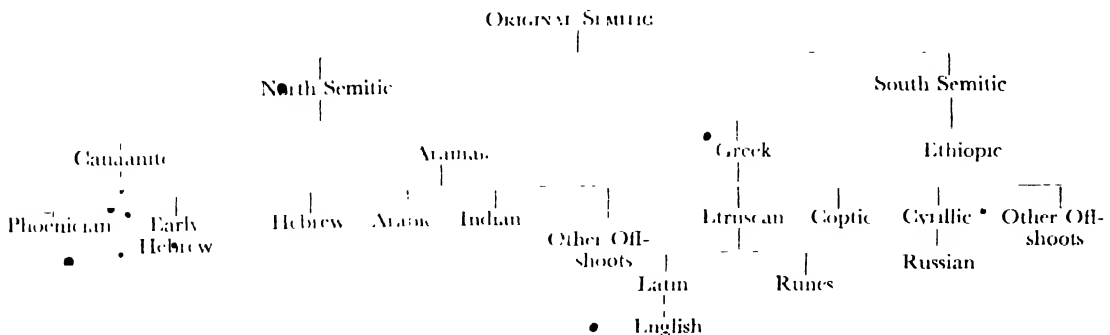 ORIGINAL SEMITIC
North Semitic South Semitic
Canaanite Aramaic Greek Ethiopic
Phoenician Early Hebrew Arabic Indian Etruscan Coptic Cyrillic Other Off-
Hebrew Other Off- shoots
shoots Russian
Latin Runes
English